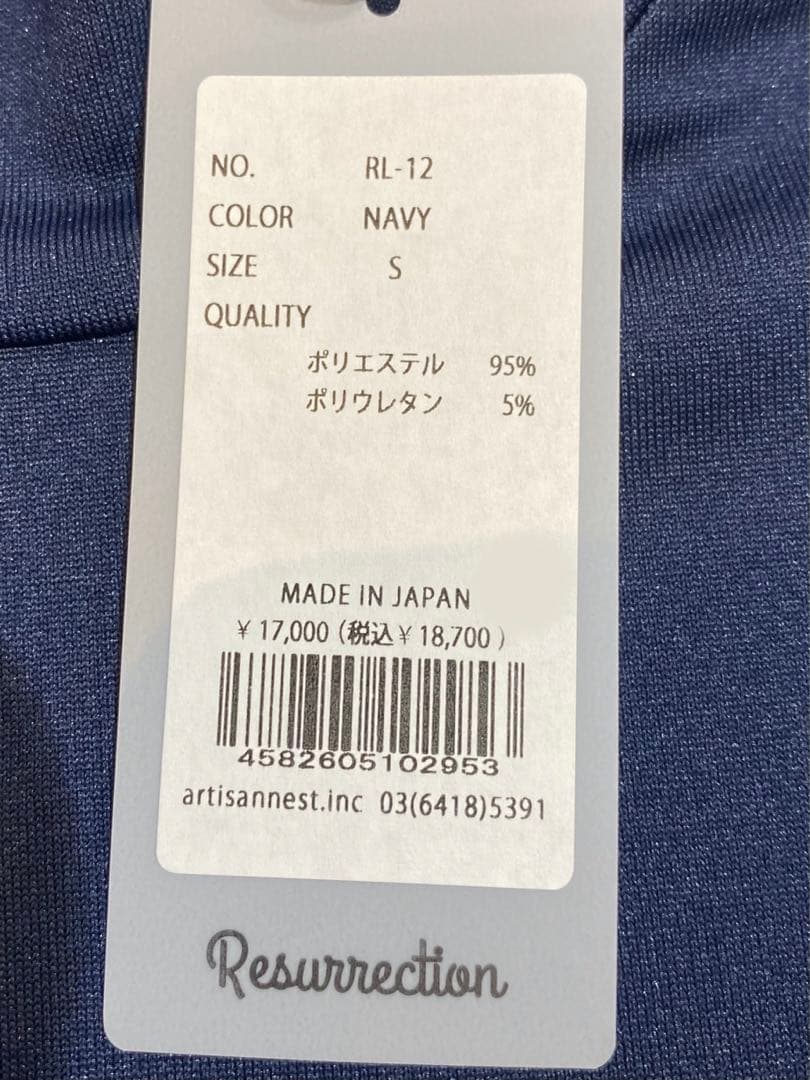 NO. RL-12
COLOR NAVY
SIZE S
QUALITY
ポリエステル 95%
ポリウレタン 5%
MADE IN JAPAN
¥ 17,000 (税込¥ 18,700 )
4582605102953
artisannest.inc 03(6418)5391
Resurrection